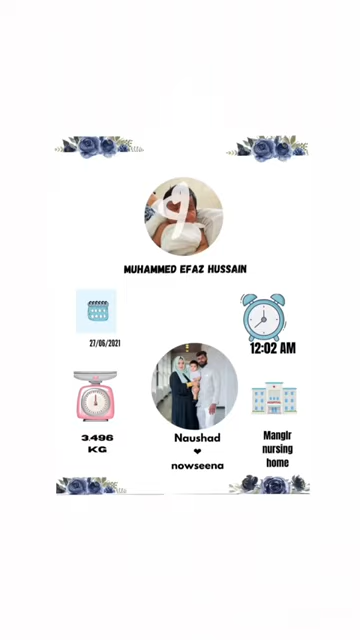 MUHAMMED EFAZ HUSSAIN
27/06/2021
12:02 AM
3.496
KG
Naushad
❤
nowseena
Manglr
nursing
home